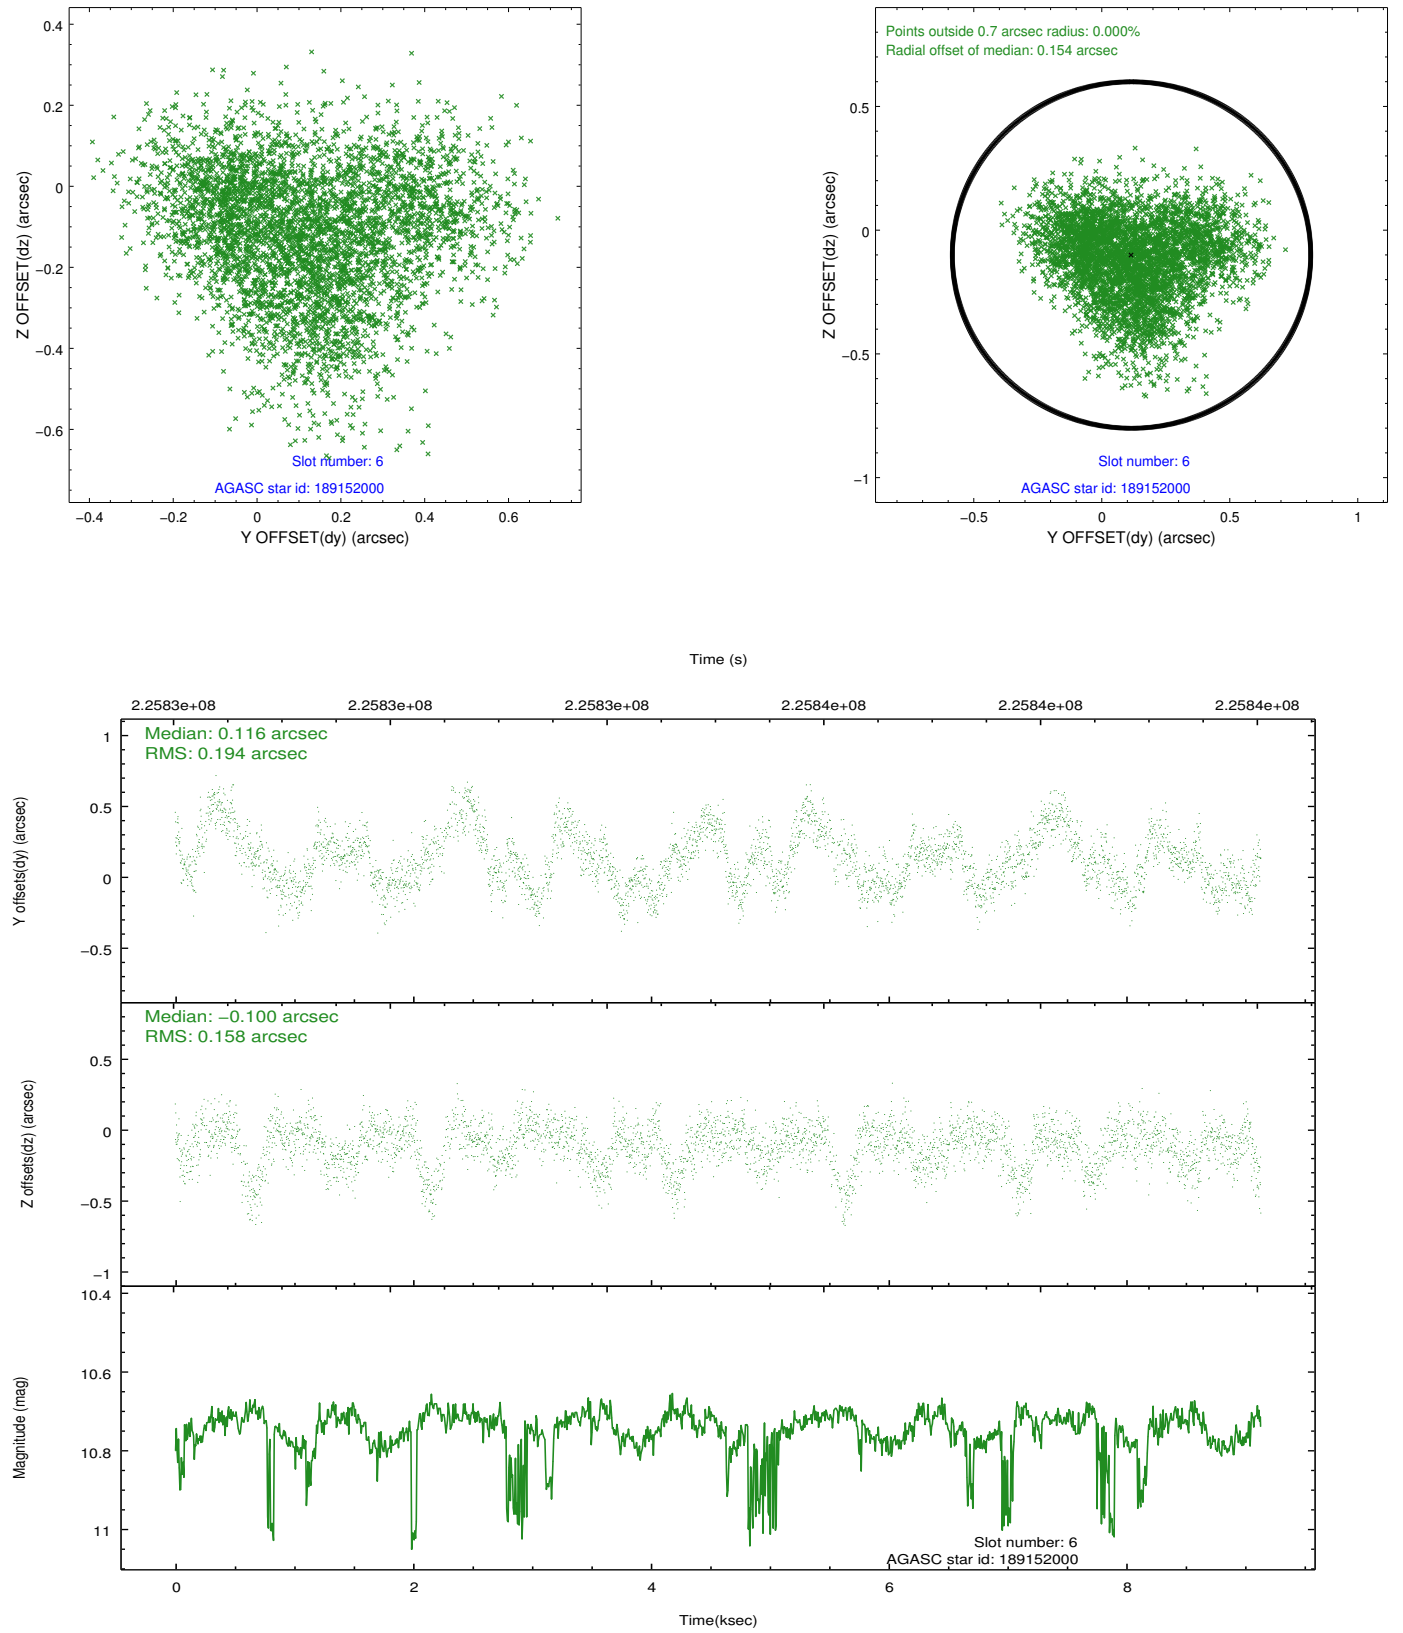 0.4
0.2
0
−0.2
−0.4
−0.6
Z OFFSET(dz) (arcsec)
Slot number: 6
AGASC star id: 189152000
−0.4 −0.2 0 0.2 0.4 0.6
Y OFFSET(dy) (arcsec)
Points outside 0.7 arcsec radius: 0.000%
Radial offset of median: 0.154 arcsec
0.5
0
−0.5
−1
Z OFFSET(dz) (arcsec)
Slot number: 6
AGASC star id: 189152000
−0.5 0 0.5 1
Y OFFSET(dy) (arcsec)
Time (s)
2.2583e+08 2.2583e+08 2.2583e+08 2.2584e+08 2.2584e+08 2.2584e+08
Median: 0.116 arcsec
RMS: 0.194 arcsec
1
0.5
0
−0.5
Y offsets(dy) (arcsec)
Median: −0.100 arcsec
RMS: 0.158 arcsec
0.5
0
−0.5
−1
Z offsets(dz) (arcsec)
10.4
10.6
10.8
11
Magnitude (mag)
Slot number: 6
AGASC star id: 189152000
0 2 4 6 8
Time(ksec)